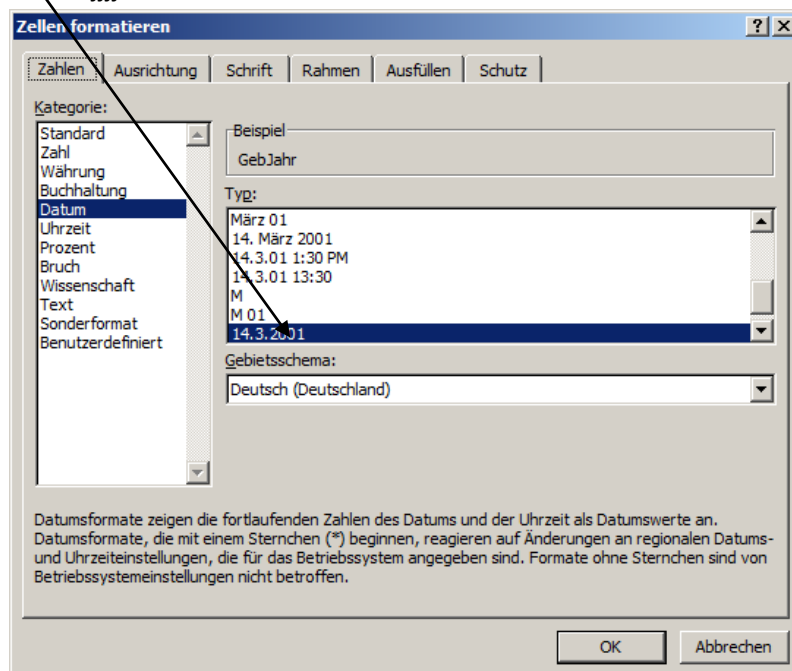 Zellen formatieren
Zahlen Ausrichtung Schrift Rahmen Ausfüllen Schutz
Kategorie:
Standard
Zahl
Währung
Buchhaltung
Datum
Uhrzeit
Prozent
Bruch
Wissenschaft
Text
Sonderformat
Benutzerdefiniert
Beispiel
GebJahr
Typ:
März 01
14. März 2001
14.3.01 1:30 PM
14.3.01 13:30
M
M 01
14.3.2001
Gebietsschema:
Deutsch (Deutschland)
Datumsformate zeigen die fortlaufenden Zahlen des Datums und der Uhrzeit als Datumswerte an.
Datumsformate, die mit einem Sternchen (*) beginnen, reagieren auf Änderungen an regionalen Datums-
und Uhrzeiteinstellungen, die für das Betriebssystem angegeben sind. Formate ohne Sternchen sind von
Betriebssystemeinstellungen nicht betroffen.
OK Abbrechen